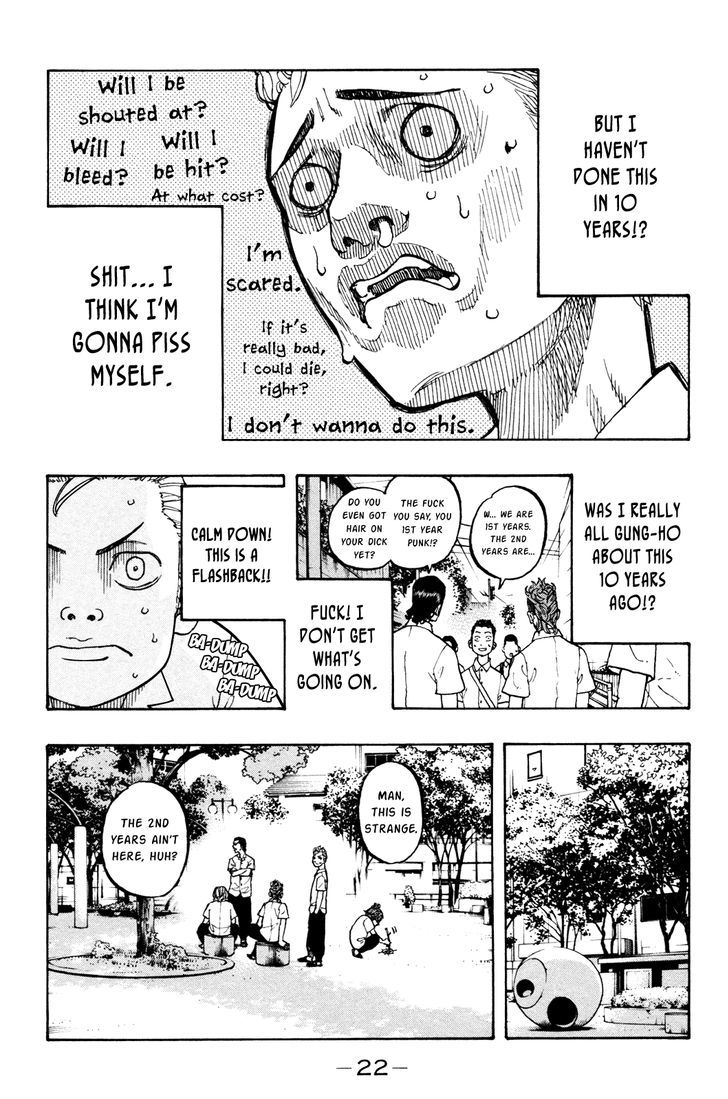 BUT I
HAVEN'T
DONE THIS
IN 10
YEARS!?
Will I be
shouted at?
Will I
bleed?
Will I
be hit?
At what cost?
I'm
scared.
If it's
really bad,
I could die,
right?
I don't wanna do this.
SHIT... I
THINK I'M
GONNA PISS
MYSELF.
WAS I REALLY
ALL GUNG-HO
ABOUT THIS
10 YEARS
AGO!?
W... WE ARE
1ST YEARS.
THE 2ND
YEARS ARE...
THE FUCK
YOU SAY, YOU
1ST YEAR
PUNK!?
DO YOU
EVEN GOT
HAIR ON
YOUR DICK
YET?
FUCK! I
DON'T GET
WHAT'S
GOING ON.
CALM DOWN!
THIS IS A
FLASHBACK!!
BA-DUMP
BA-DUMP
BA-DUMP
MAN,
THIS IS
STRANGE.
THE 2ND
YEARS AIN'T
HERE, HUH?
—22—